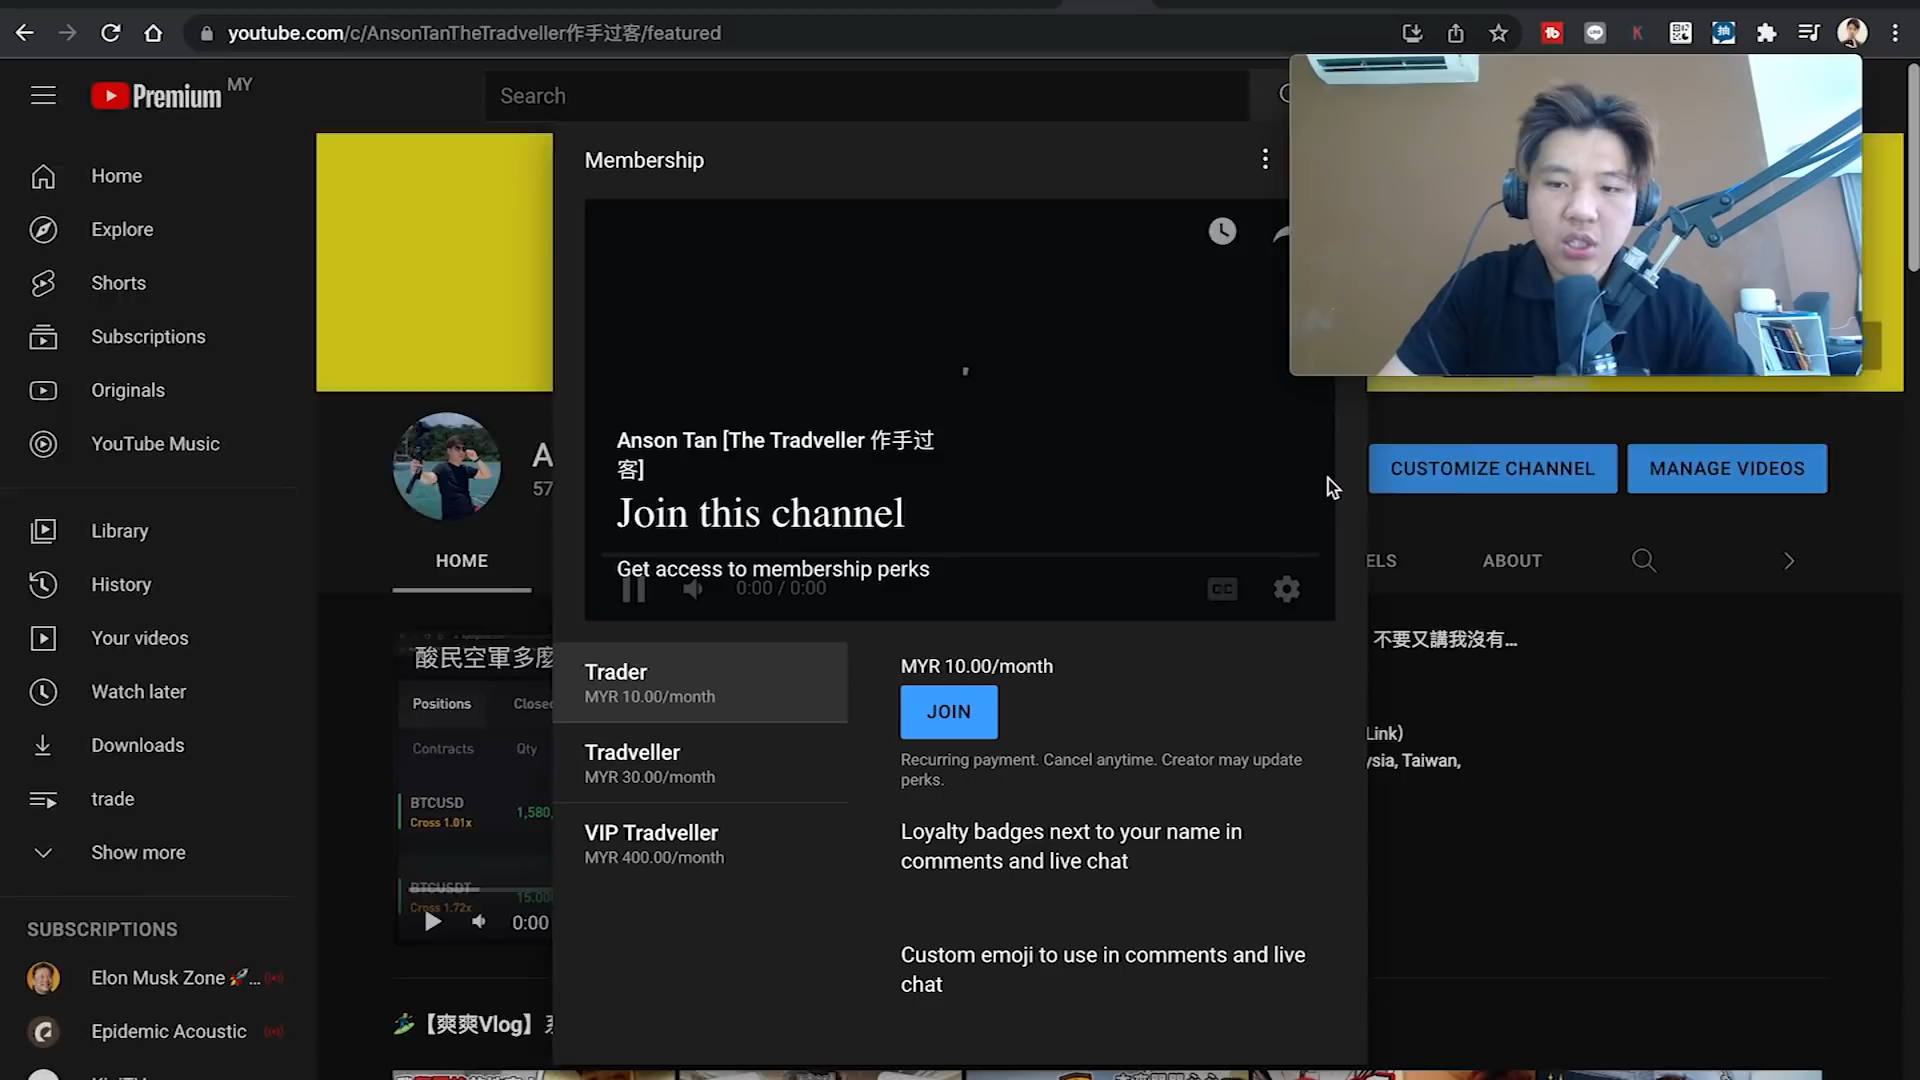 youtube.com/c/AnsonTanTheTradveller作手过客/featured
Premium MY
Search
Home
Explore
Shorts
Subscriptions
Originals
YouTube Music
Library
History
Your videos
Watch later
Downloads
trade
Show more
SUBSCRIPTIONS
Elon Musk Zone 🚀...
Epidemic Acoustic
Membership
Anson Tan [The Tradveller 作手过
客]
Join this channel
Get access to membership perks
0:00 / 0:00
CC
Trader
MYR 10.00/month
Tradveller
MYR 30.00/month
VIP Tradveller
MYR 400.00/month
MYR 10.00/month
JOIN
Recurring payment. Cancel anytime. Creator may update
perks.
Loyalty badges next to your name in
comments and live chat
Custom emoji to use in comments and live
chat
A
57
CUSTOMIZE CHANNEL
MANAGE VIDEOS
HOME
ELS
ABOUT
酸民空軍多麼
Positions
Close
Contracts
Qty
BTCUSD
1,580,
Cross 1.01x
BTCUSDT
15.00
Cross 1.72x
0:00
不要又講我沒有...
Link)
ysia, Taiwan,
🏄【爽爽Vlog】